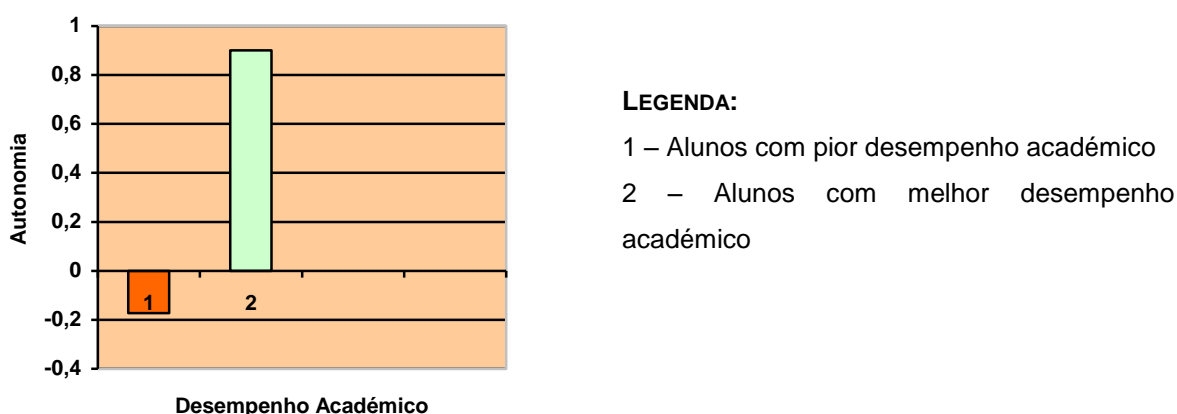 1
0,8
0,6
0,4
0,2
0
-0,2
-0,4
Autonomia
1
2
Desempenho Académico
LEGENDA:
1 – Alunos com pior desempenho académico
2 – Alunos com melhor desempenho
académico